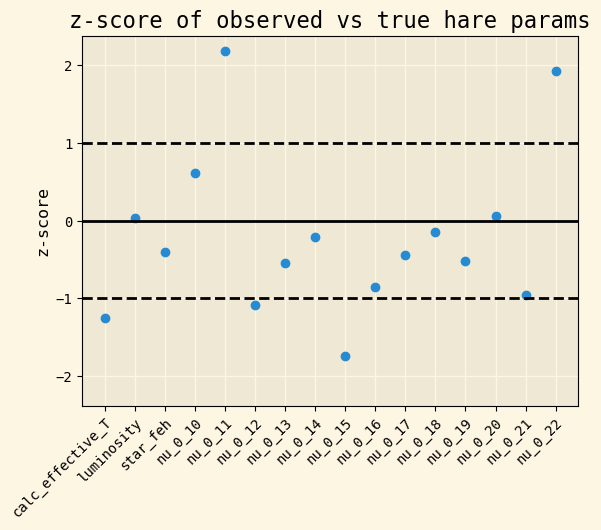 z-score of observed vs true hare params
z-score
2
1
0
−1
−2
calc_effective_T
luminosity
star_feh
nu_0_10
nu_0_11
nu_0_12
nu_0_13
nu_0_14
nu_0_15
nu_0_16
nu_0_17
nu_0_18
nu_0_19
nu_0_20
nu_0_21
nu_0_22